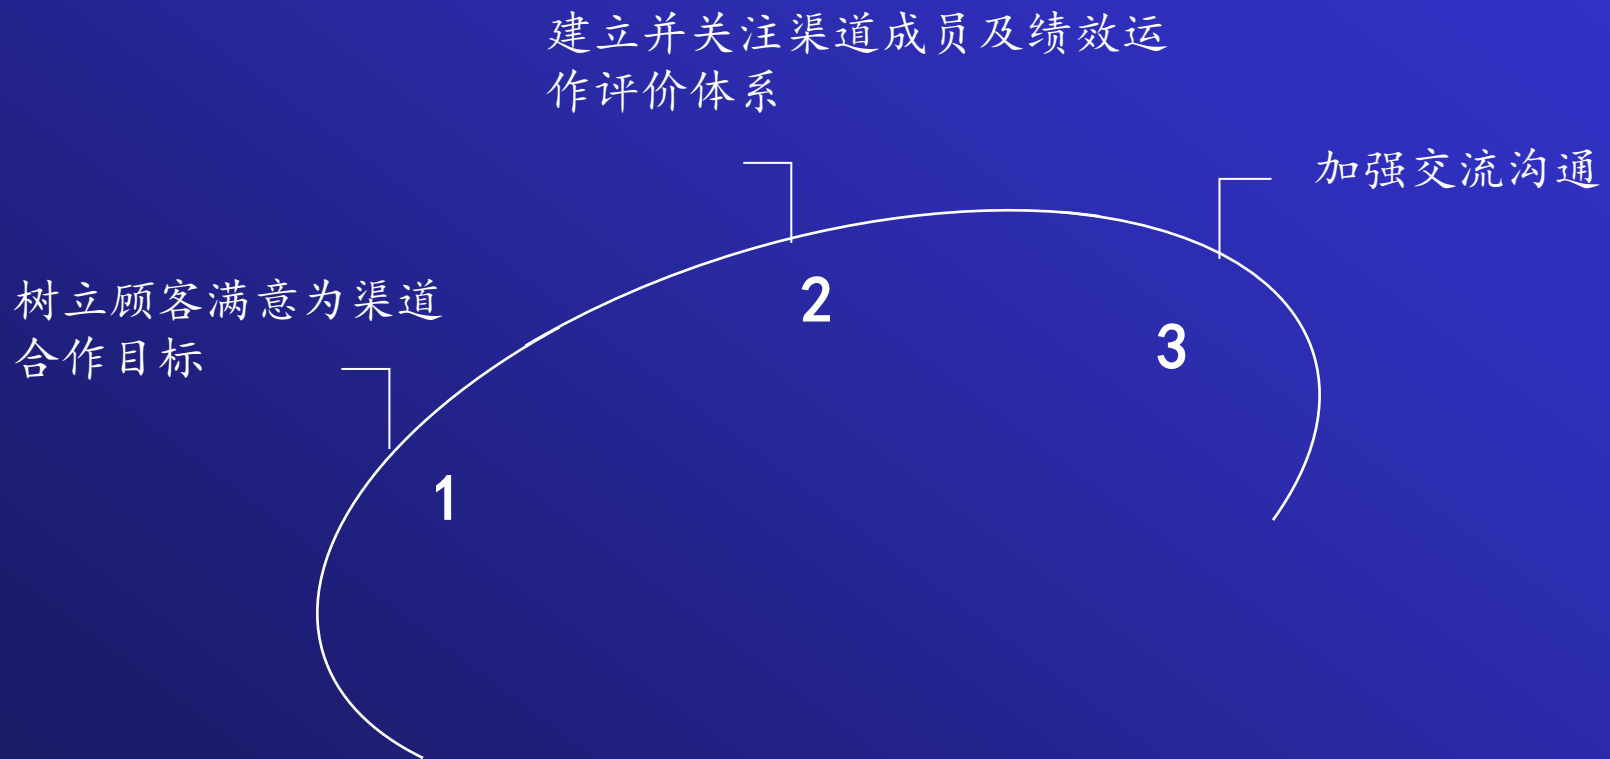 建立并关注渠道成员及绩效运
作评价体系
加强交流沟通
树立顾客满意为渠道
合作目标
2
3
1